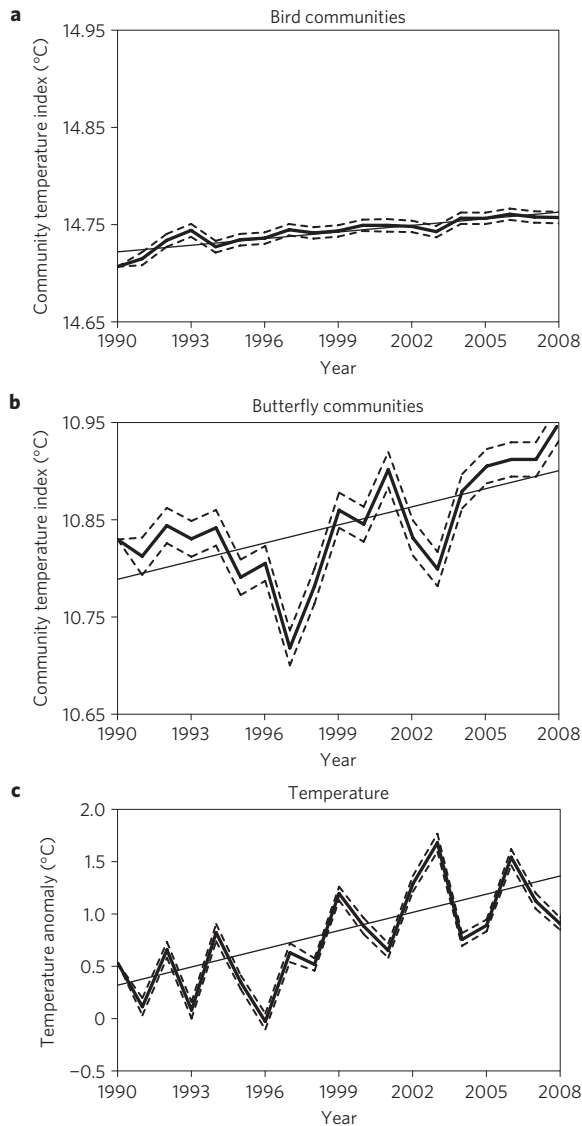 a
Bird communities
Community temperature index (°C)
14.95
14.85
14.75
14.65
1990 1993 1996 1999 2002 2005 2008
Year
b
Butterfly communities
Community temperature index (°C)
10.95
10.85
10.75
10.65
1990 1993 1996 1999 2002 2005 2008
Year
c
Temperature
Temperature anomaly (°C)
2.0
1.5
1.0
0.5
0
−0.5
1990 1993 1996 1999 2002 2005 2008
Year